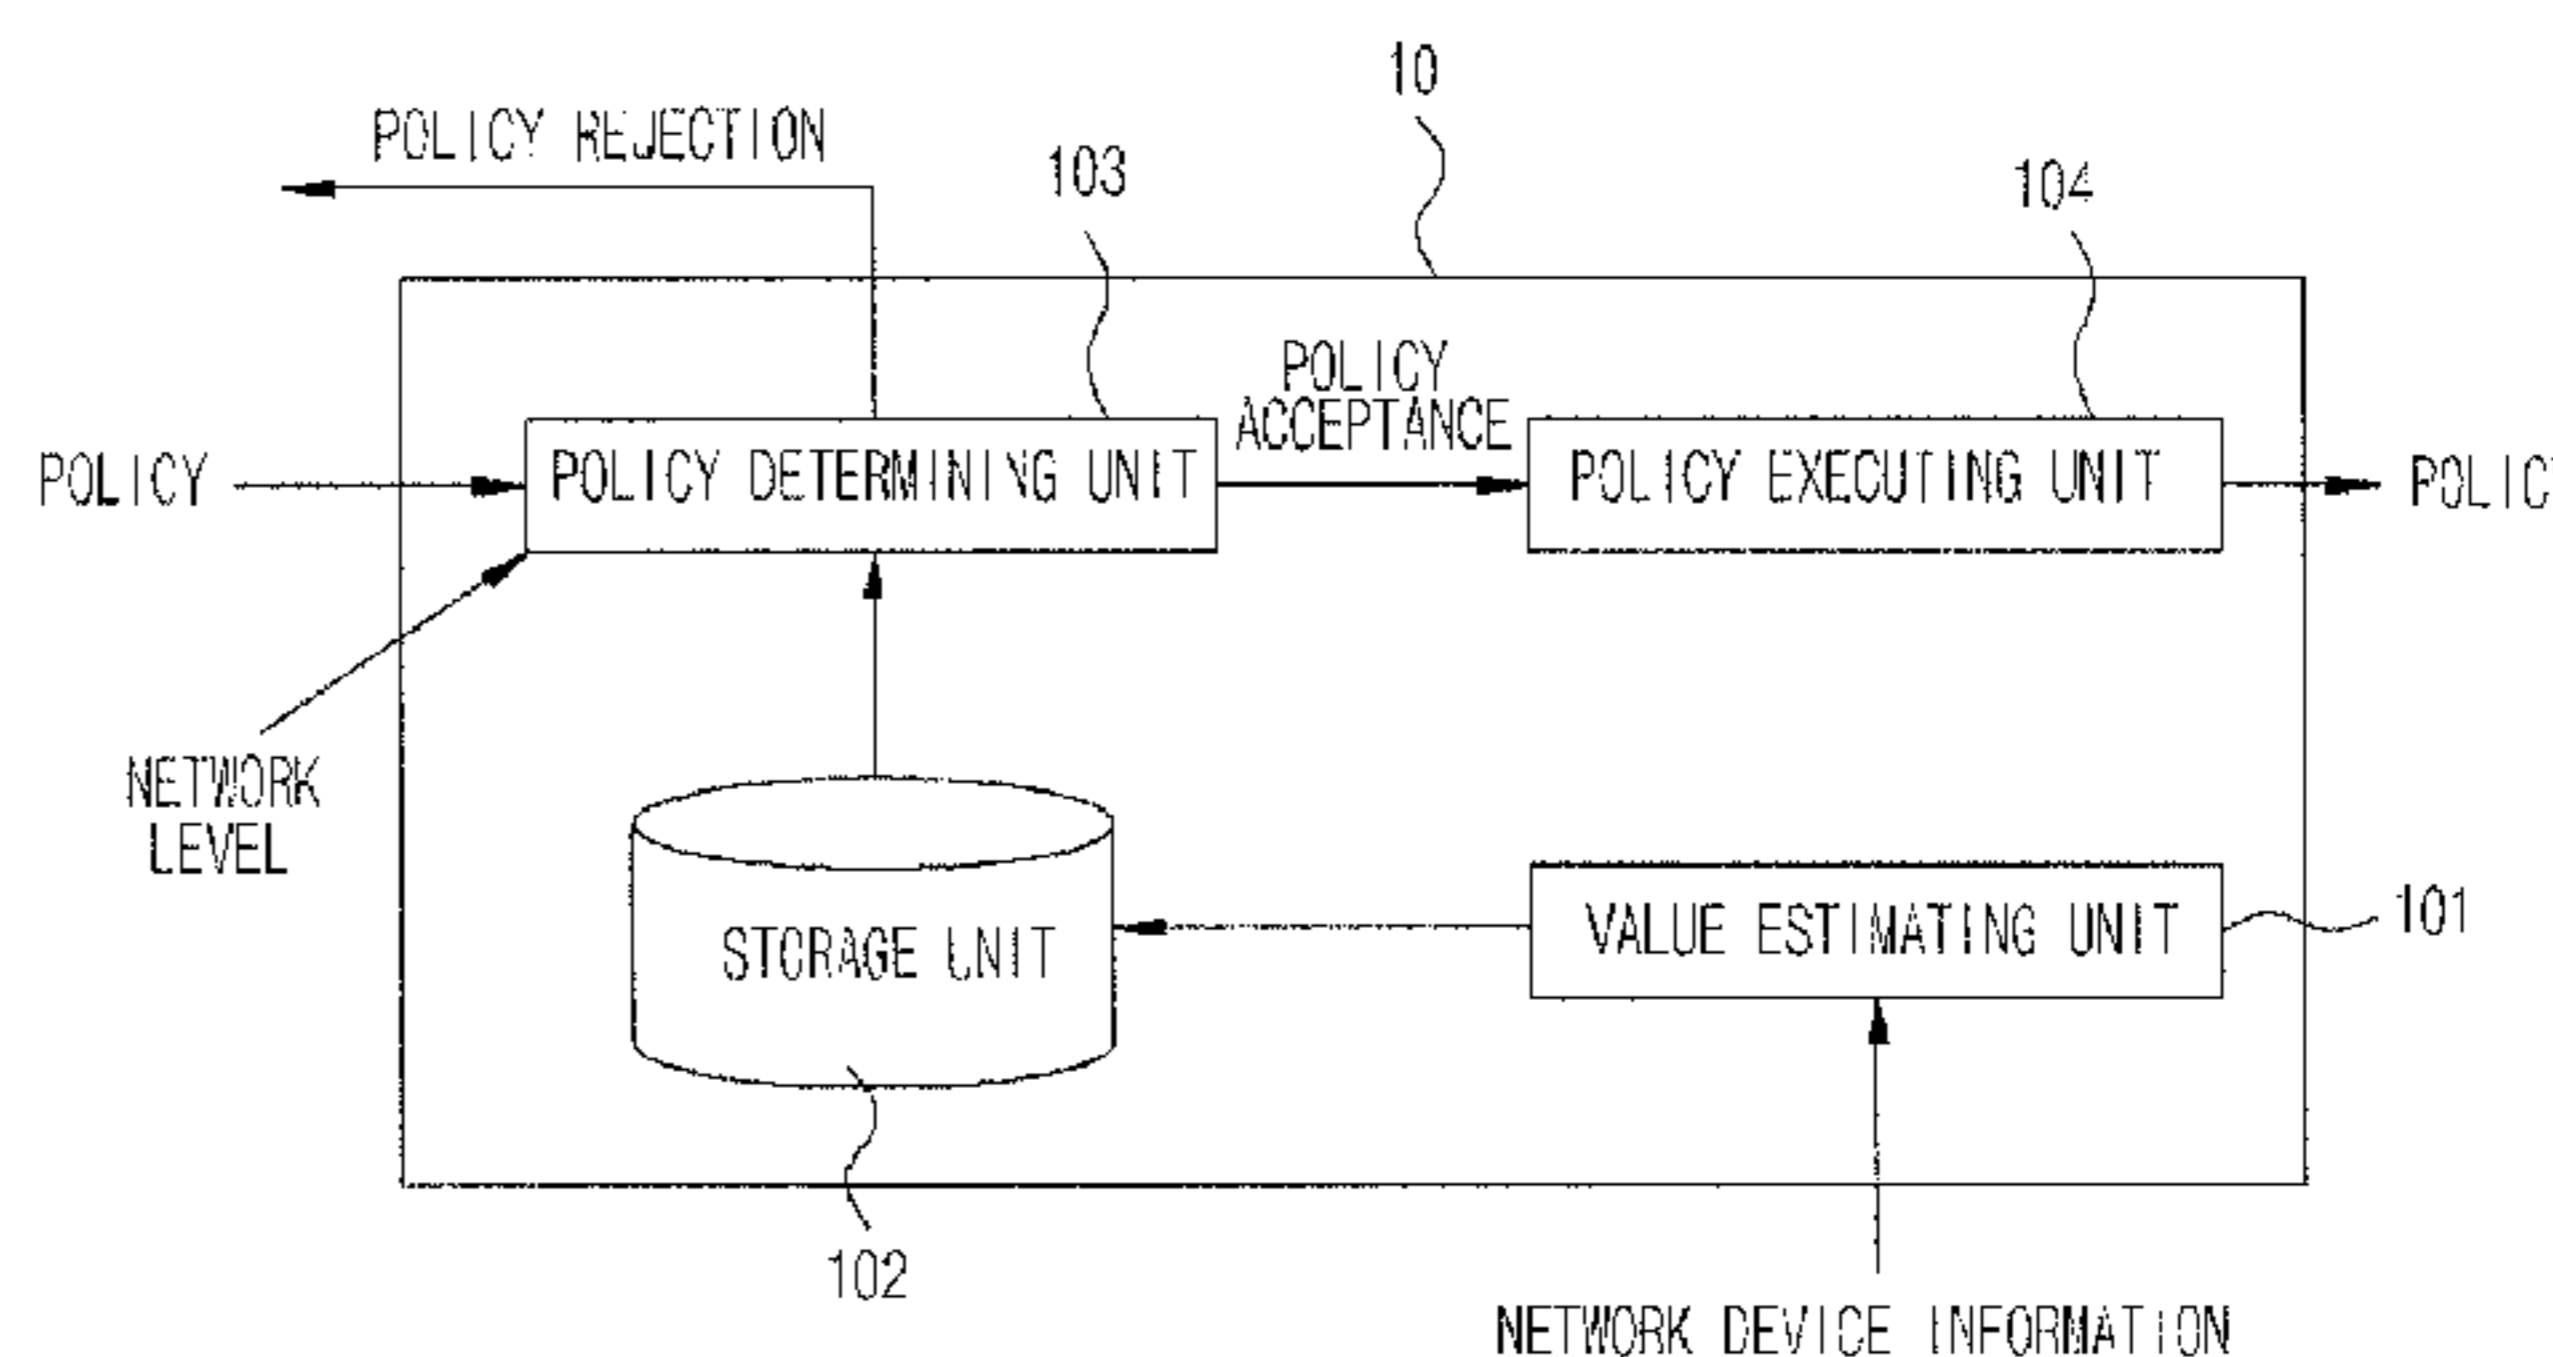 10
POLICY REJECTION
103
104
POLICY
ACCEPTANCE
POLICY
POLICY DETERMINING UNIT
POLICY EXECUTING UNIT
NETWORK
LEVEL
STORAGE UNIT
VALUE ESTIMATING UNIT
101
102
NETWORK DEVICE INFORMATION